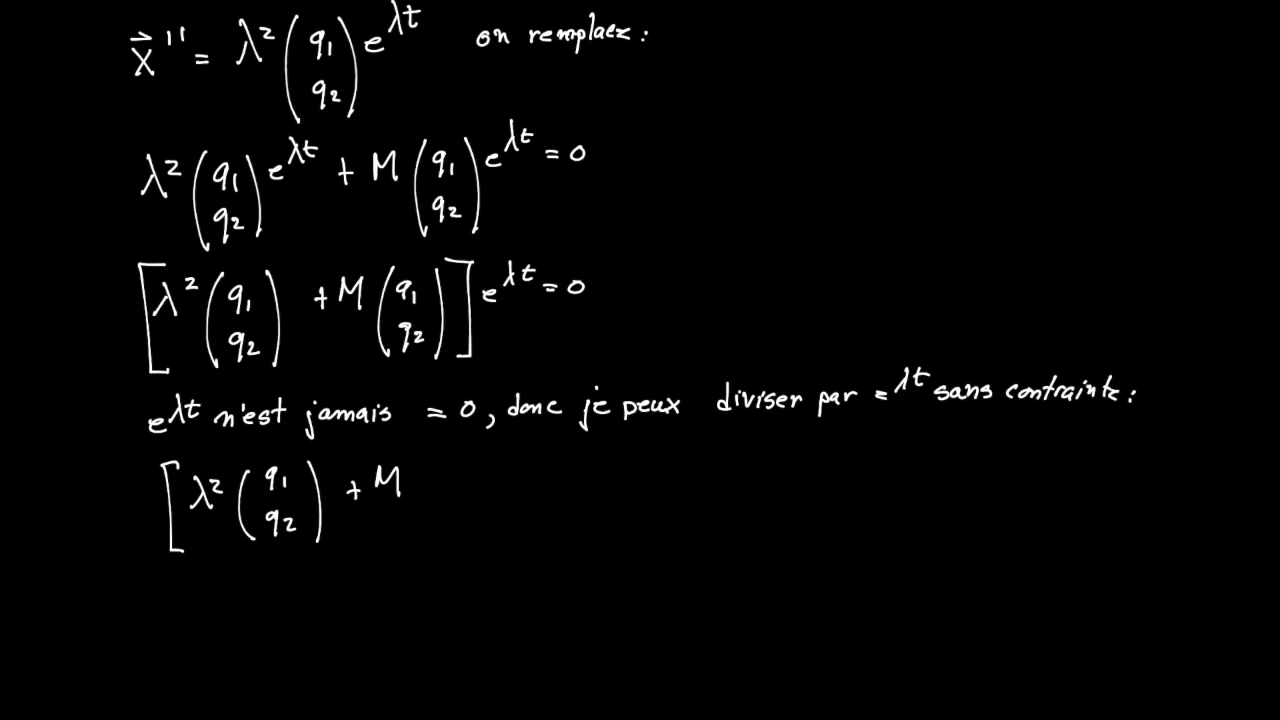 x⃗'' = λ² (q₁ q₂) e^{λt} on remplace :
λ² (q₁ q₂) e^{λt} + M (q₁ q₂) e^{λt} = 0
[λ² (q₁ q₂) + M (q₁ q₂)] e^{λt} = 0
e^{λt} n'est jamais = 0, donc je peux diviser par e^{λt} sans contrainte :
[λ² (q₁ q₂) + M